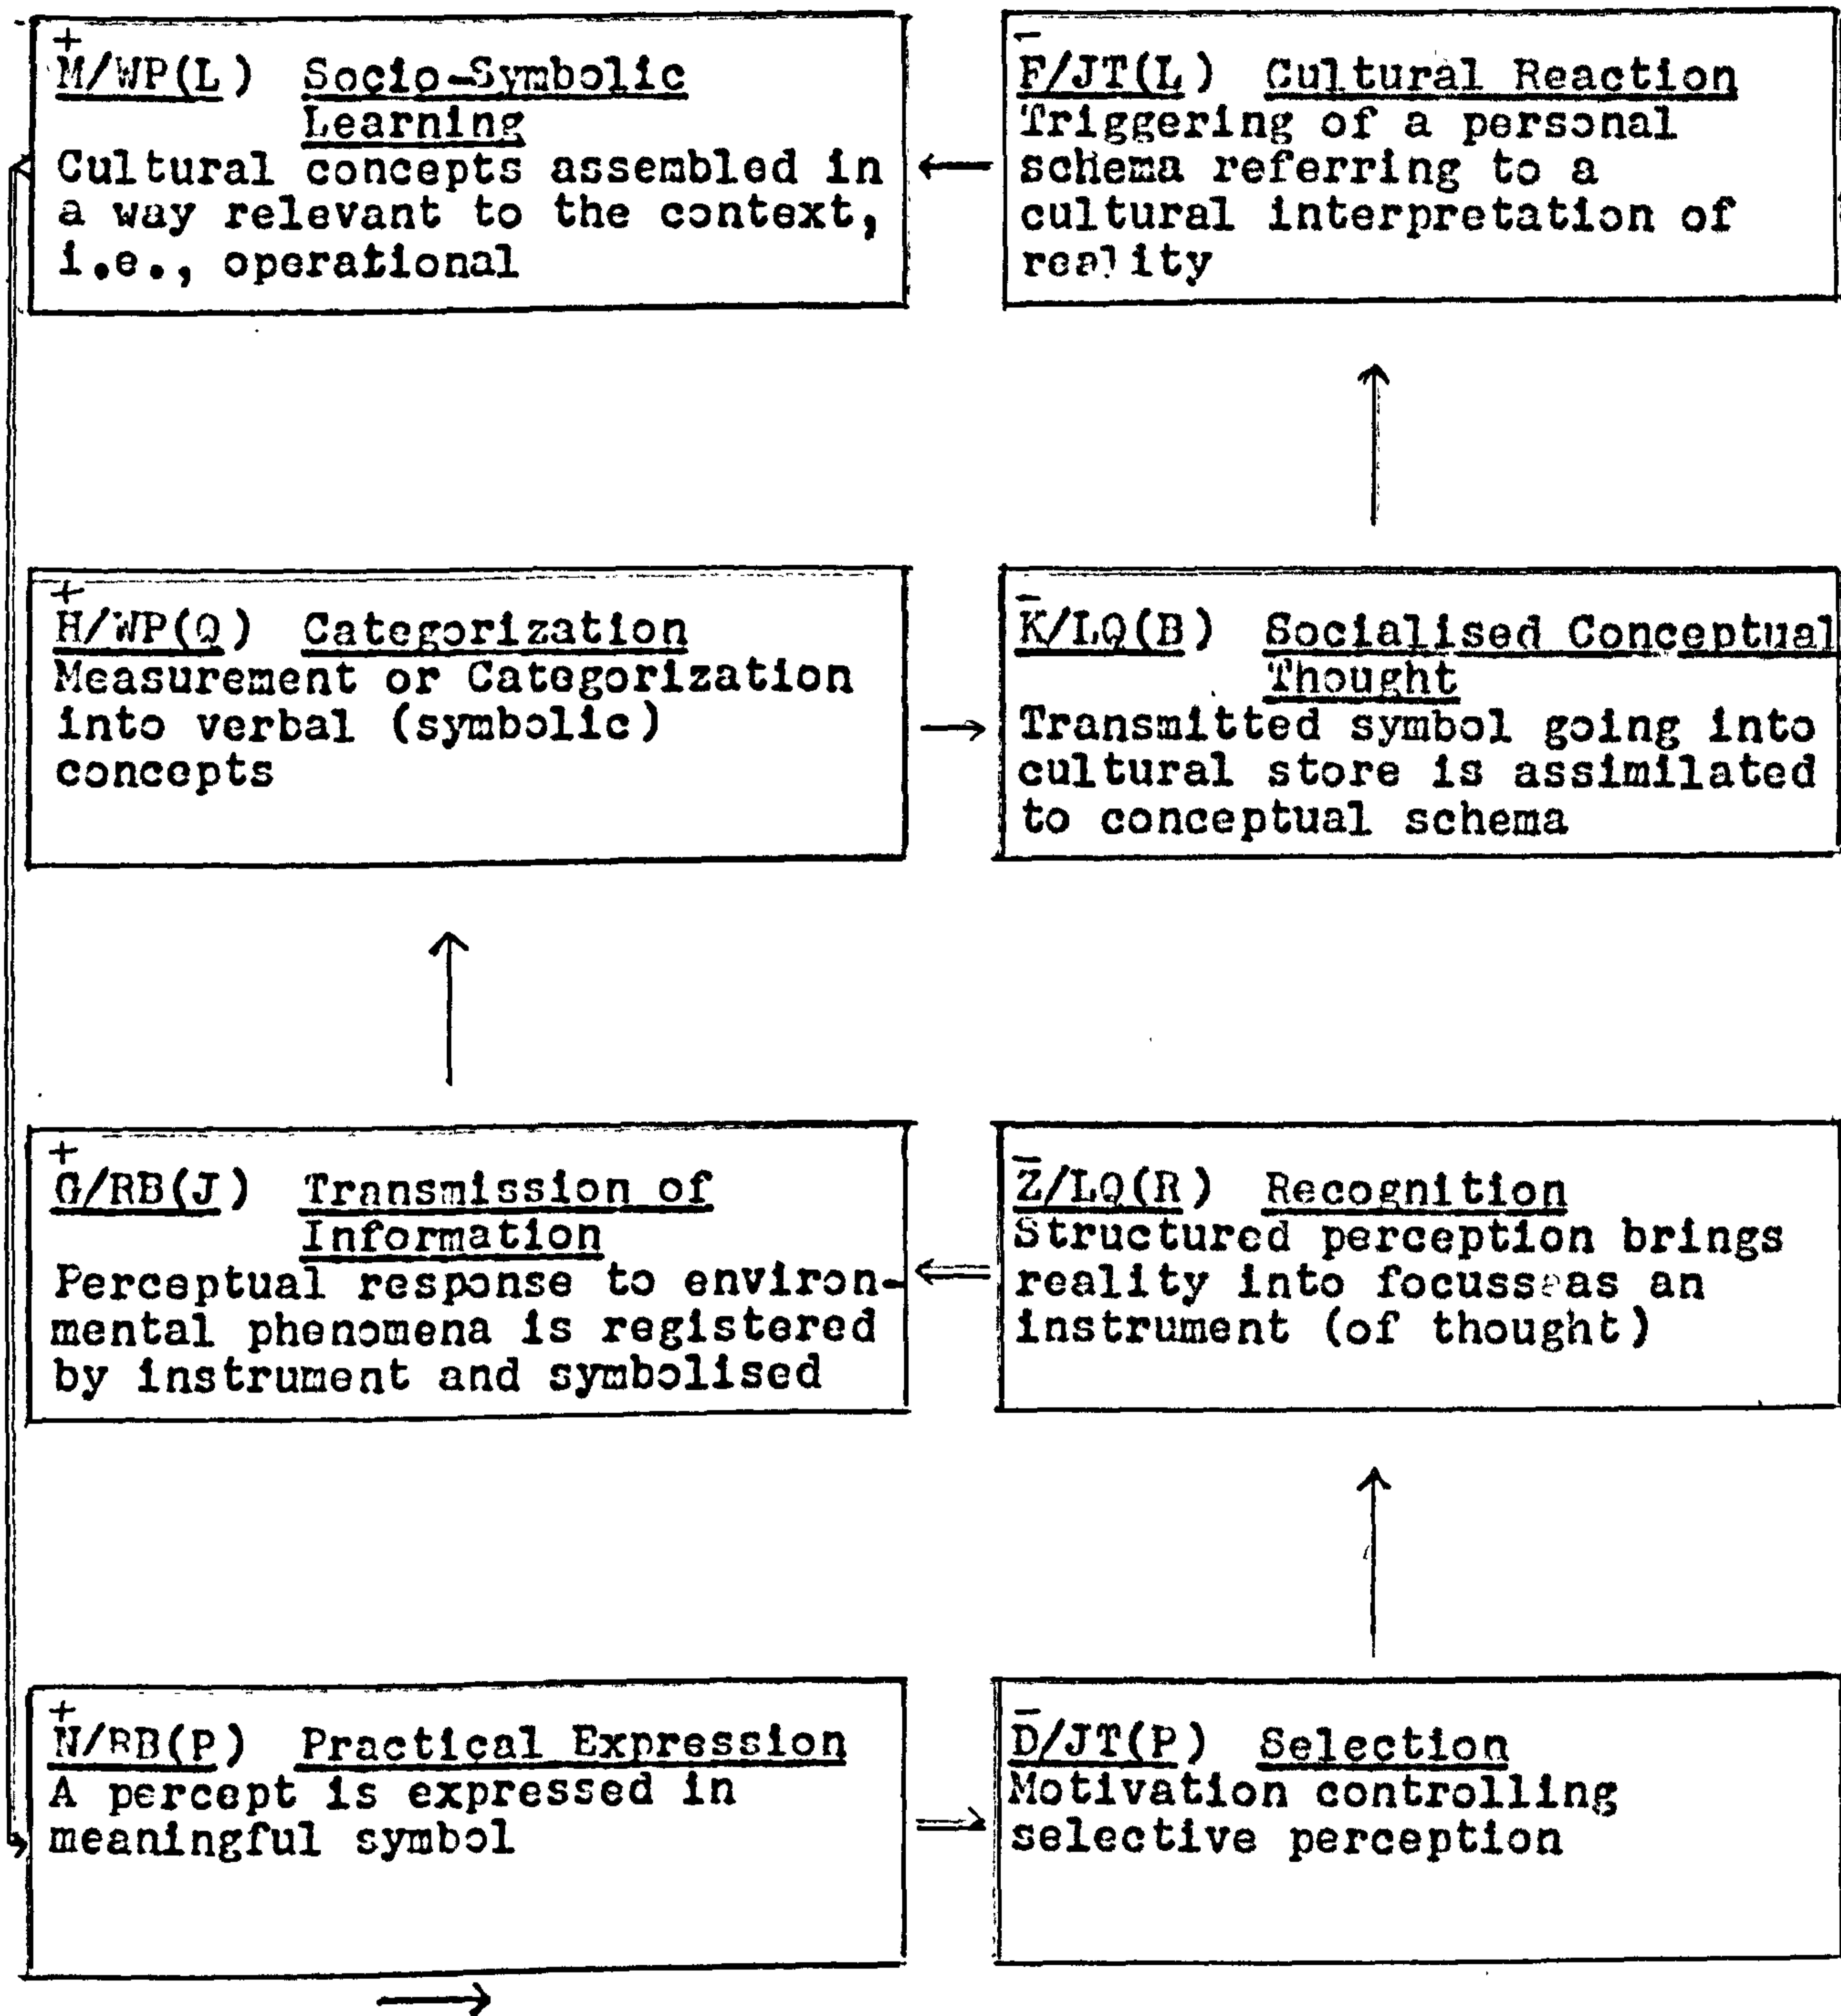 +
M/WP(L) Socio-Symbolic
Learning
Cultural concepts assembled in
a way relevant to the context,
i.e., operational
F/JT(L) Cultural Reaction
Triggering of a personal
schema referring to a
cultural interpretation of
reality
+
H/WP(Q) Categorization
Measurement or Categorization
into verbal (symbolic)
concepts
K/LQ(B) Socialised Conceptual
Thought
Transmitted symbol going into
cultural store is assimilated
to conceptual schema
+
G/RB(J) Transmission of
Information
Perceptual response to environ-
mental phenomena is registered
by instrument and symbolised
Z/LQ(R) Recognition
Structured perception brings
reality into focus as an
instrument (of thought)
+
N/RB(P) Practical Expression
A percept is expressed in
meaningful symbol
D/JT(P) Selection
Motivation controlling
selective perception